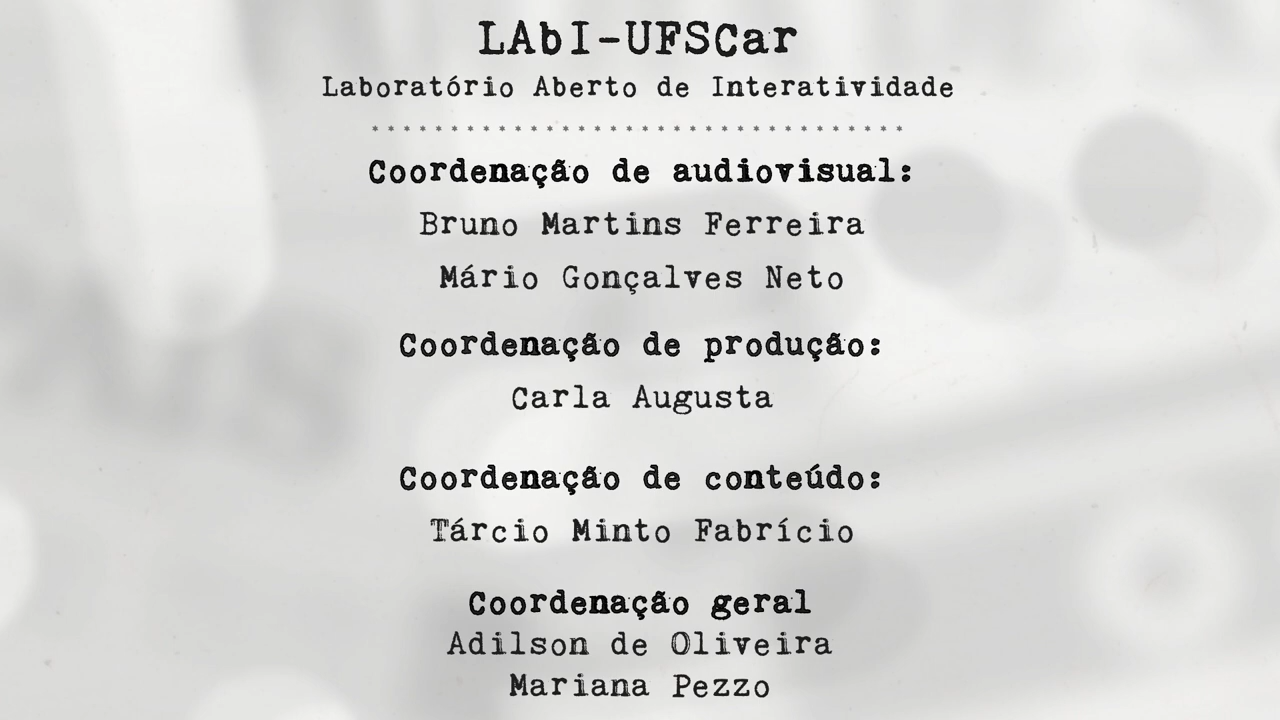 LAbI-UFSCar
Laboratório Aberto de Interatividade
Coordenação de audiovisual:
Bruno Martins Ferreira
Mário Gonçalves Neto
Coordenação de produção:
Carla Augusta
Coordenação de conteúdo:
Tárcio Minto Fabrício
Coordenação geral
Adilson de Oliveira
Mariana Pezzo